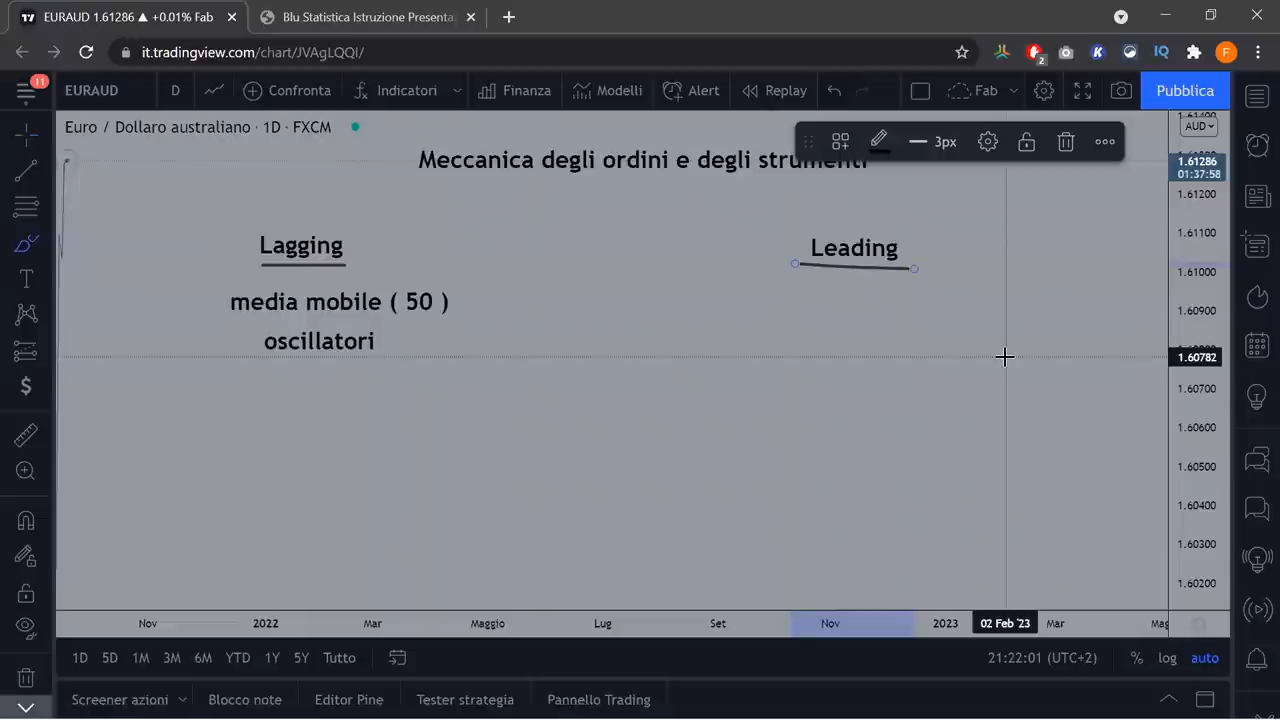 EURAUD 1.61286 ▲ +0.01% Fab
Blu Statistica Istruzione Presenta
it.tradingview.com/chart/JVAgLQQI/
2
K
IQ
F
11
EURAUD
D
Confronta
Indicatori
Finanza
Modelli
Alert
Replay
Fab
Pubblica
Euro / Dollaro australiano · 1D · FXCM
AUD
3px
Meccanica degli ordini e degli strumenti
1.61286
01:37:58
1.61200
Lagging
Leading
1.61100
1.61000
media mobile ( 50 )
1.60900
oscillatori
1.60782
1.60700
1.60600
1.60500
1.60400
1.60300
1.60200
Nov 2022 Mar Maggio Lug Set Nov 2023 02 Feb '23 Mar Mag
1D 5D 1M 3M 6M YTD 1Y 5Y Tutto
21:22:01 (UTC+2) % log auto
Screener azioni Blocco note Editor Pine Tester strategia Pannello Trading